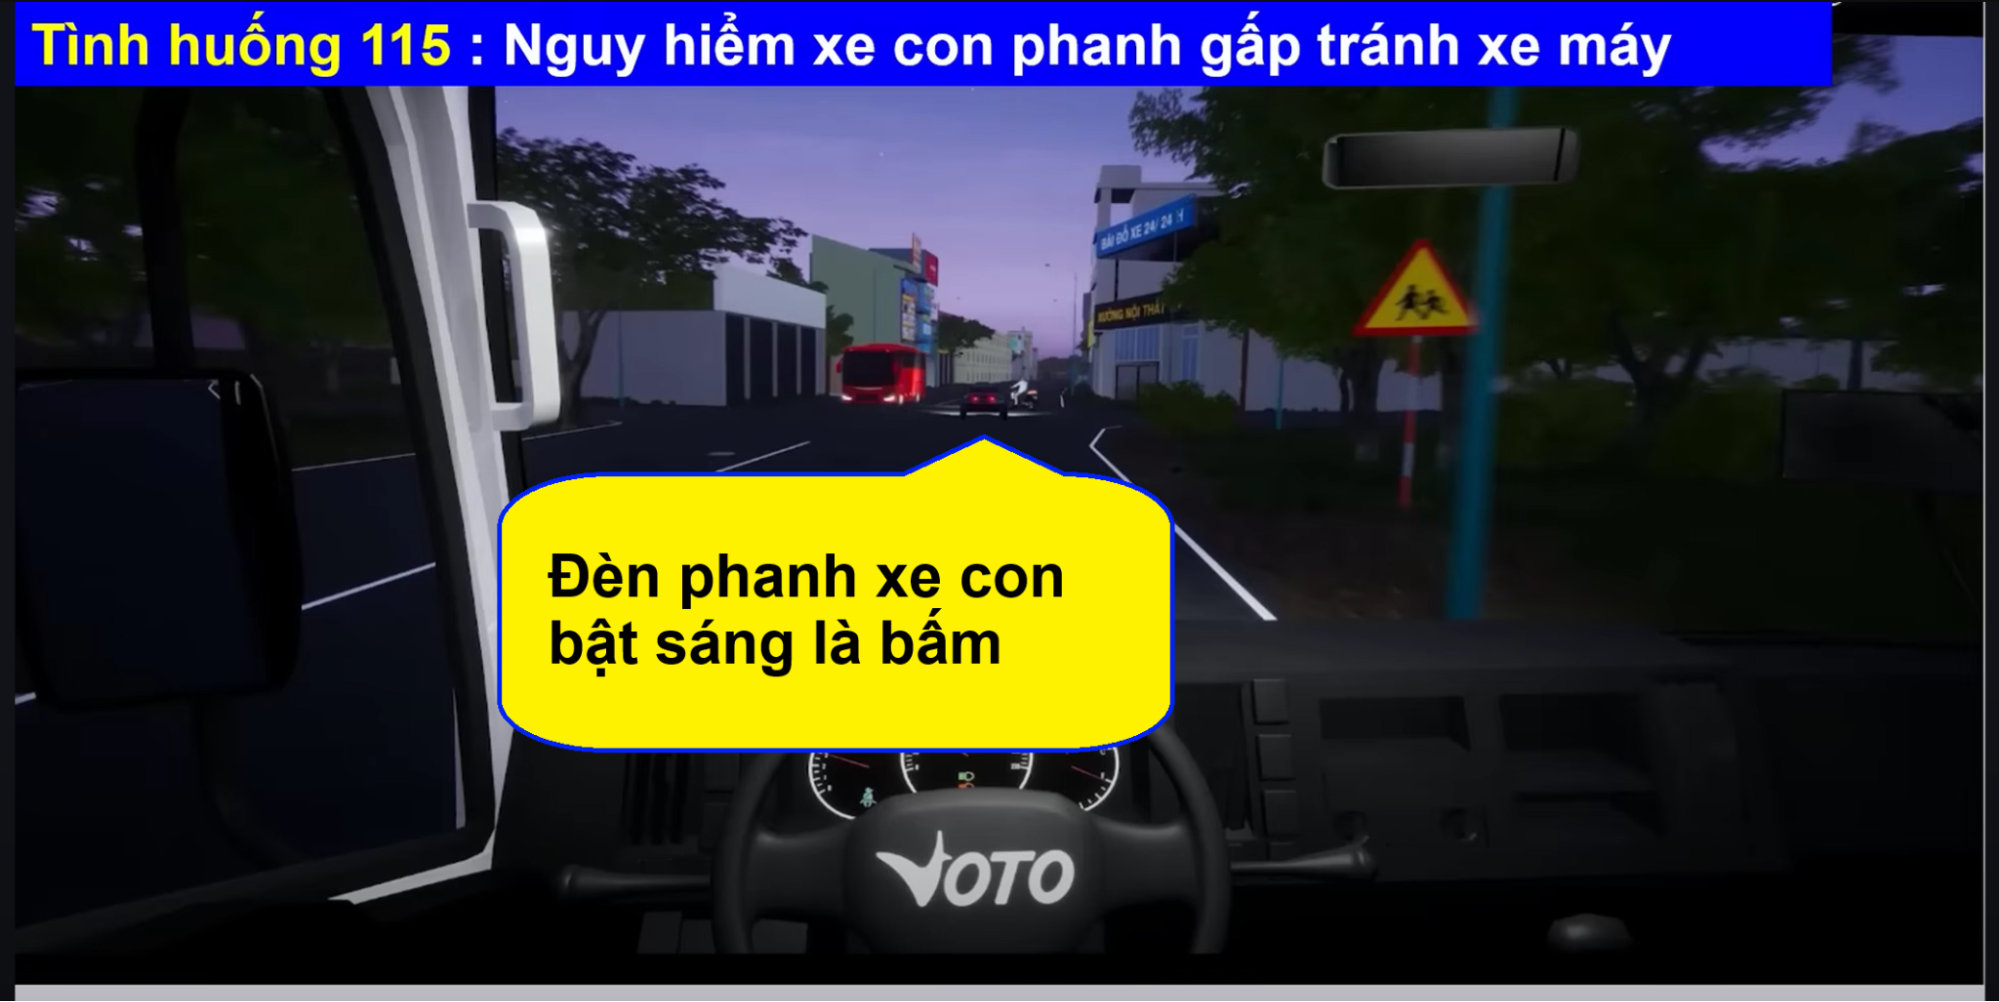 Tình huống 115 : Nguy hiểm xe con phanh gấp tránh xe máy
BÃI ĐỖ XE 24/24 H
XƯỞNG NỘI THẤT
Đèn phanh xe con
bật sáng là bấm
VOTO